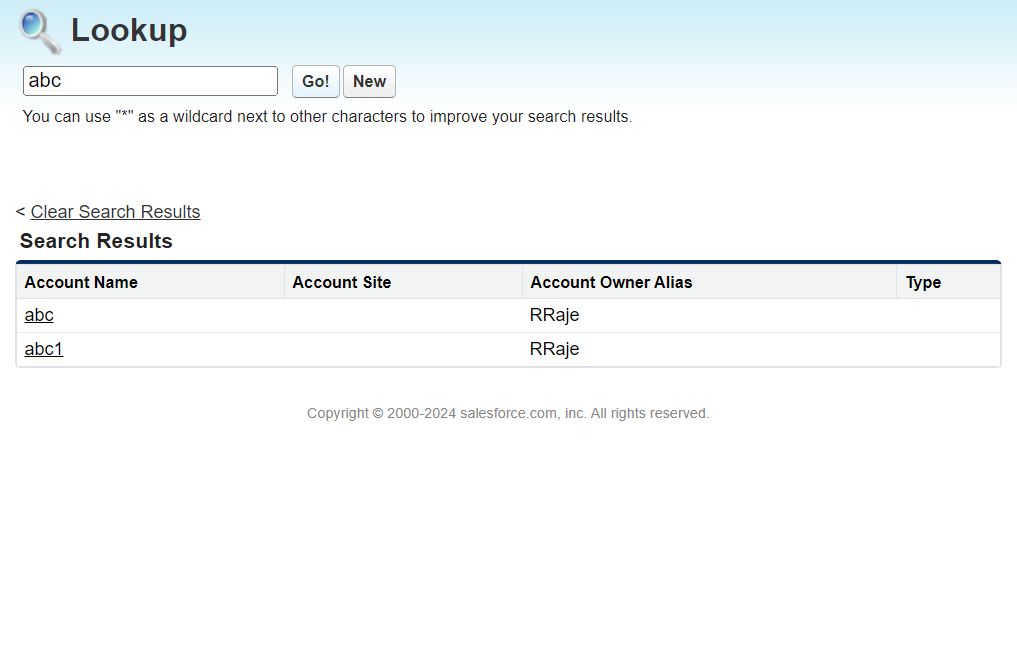 Lookup
abc Go! New
You can use "*" as a wildcard next to other characters to improve your search results.
< Clear Search Results
Search Results
Account Name Account Site Account Owner Alias Type
abc RRaje
abc1 RRaje
Copyright © 2000-2024 salesforce.com, inc. All rights reserved.